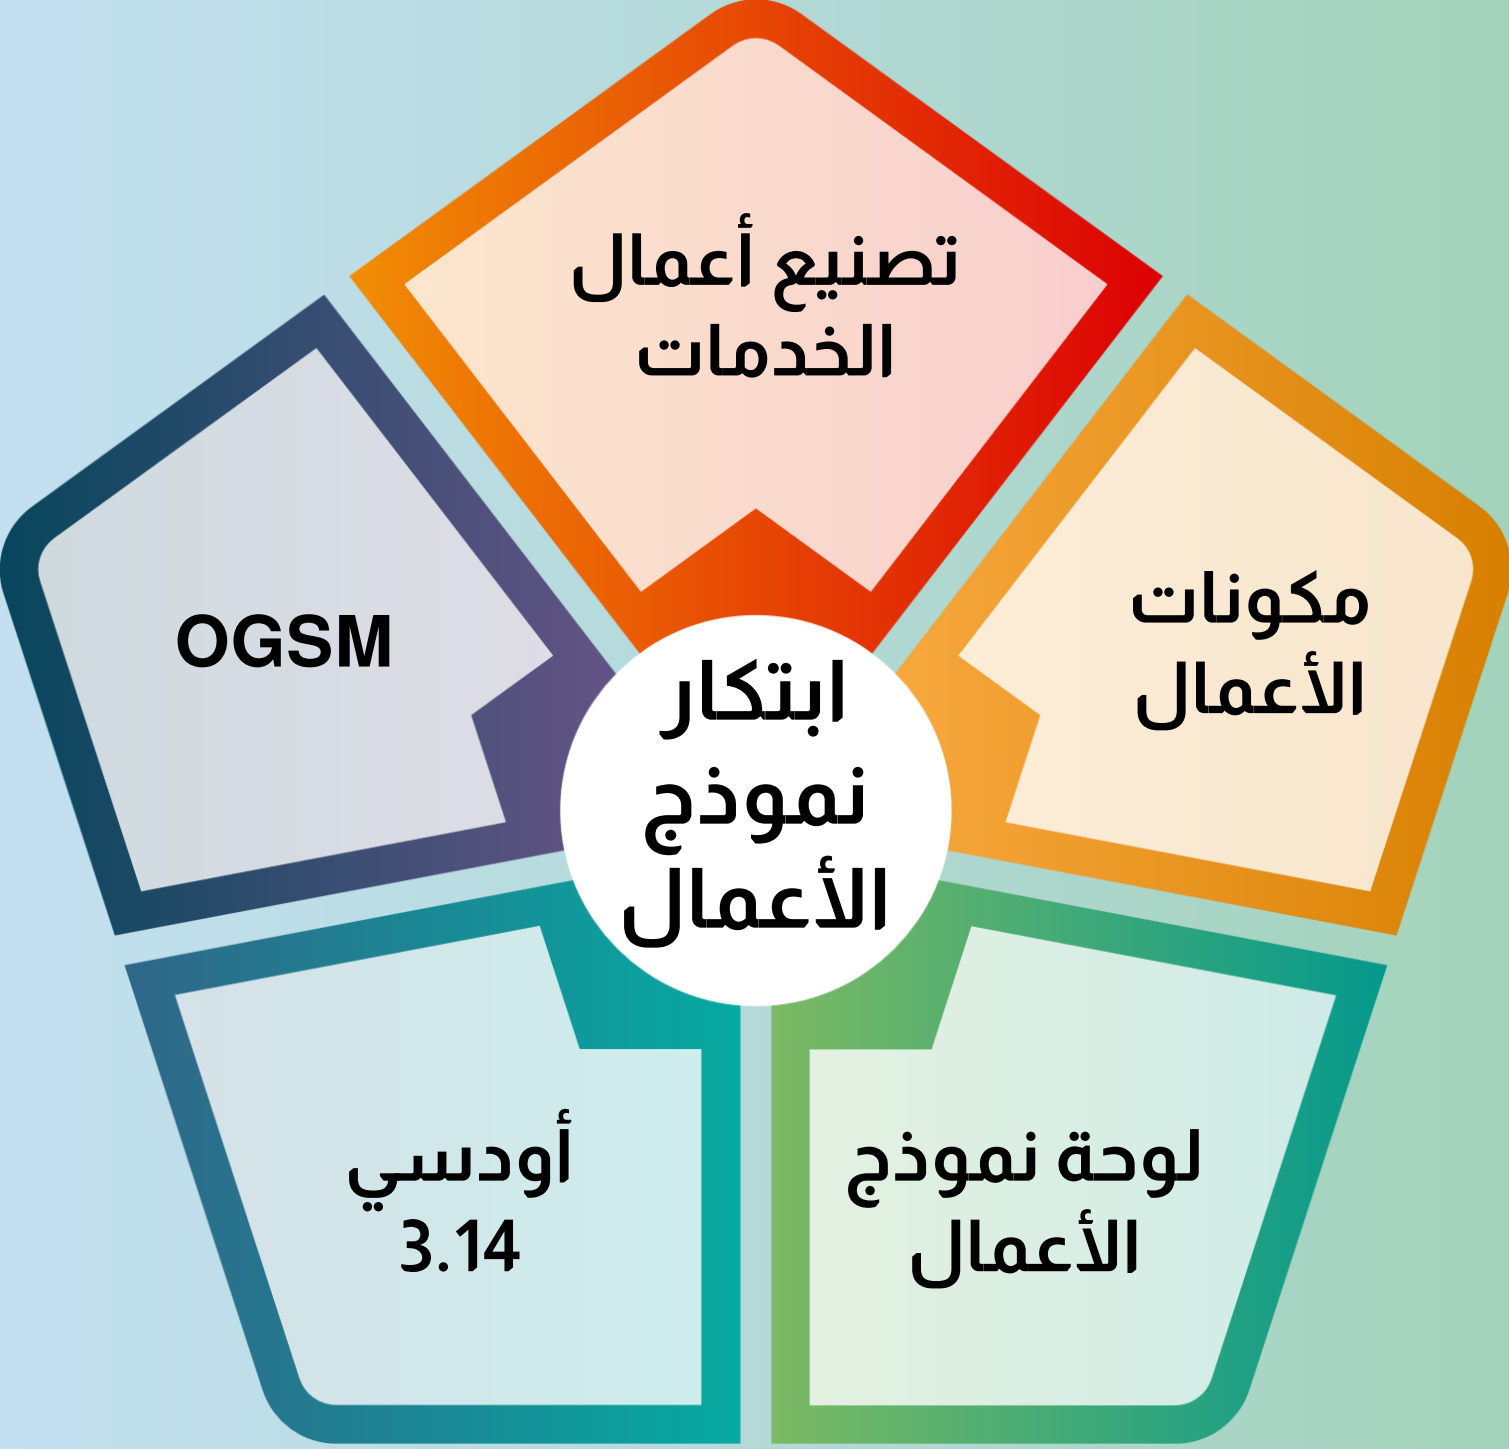 تصنيع أعمال
الخدمات
مكونات
الأعمال
OGSM
ابتكار
نموذج
الأعمال
لوحة نموذج
الأعمال
أودسي
3.14